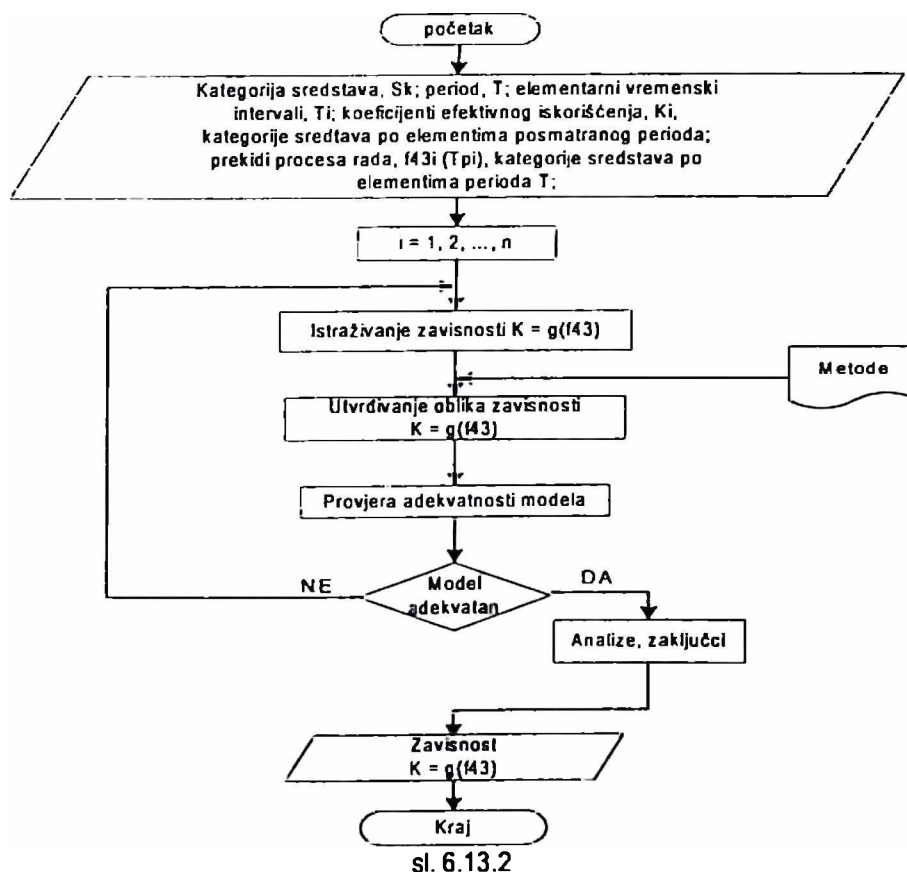 početak
Kategorija sredstava, Sk; period, T; elementarni vremenski
intervali, Ti; koeficijenti efektivnog iskorišćenja, Ki,
kategorije sredtava po elementima posmatranog perioda;
prekidi procesa rada, f43i (Tpi), kategorije sredstava po
elementima perioda T;
i = 1, 2, ..., n
Istraživanje zavisnosti K = g(f43)
Metode
Utvrđivanje oblika zavisnosti
K = g(f43)
Provjera adekvatnosti modela
NE
Model
adekvatan
DA
Analize, zaključci
Zavisnost
K = g(f43)
Kraj
sl. 6.13.2